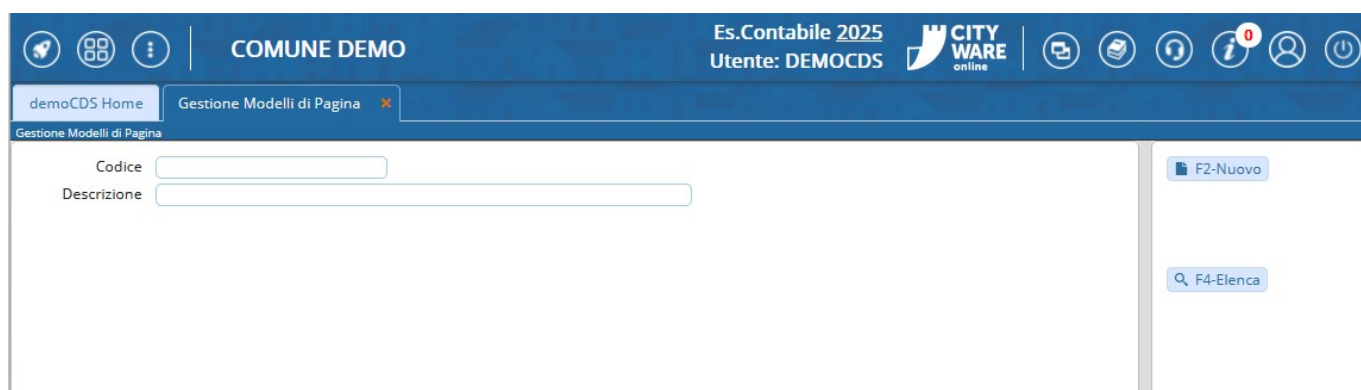 COMUNE DEMO
Es.Contabile 2025
Utente: DEMOCDS
CITY
WARE
online
0
demoCDS Home
Gestione Modelli di Pagina
Gestione Modelli di Pagina
Codice
F2-Nuovo
Descrizione
F4-Elenca